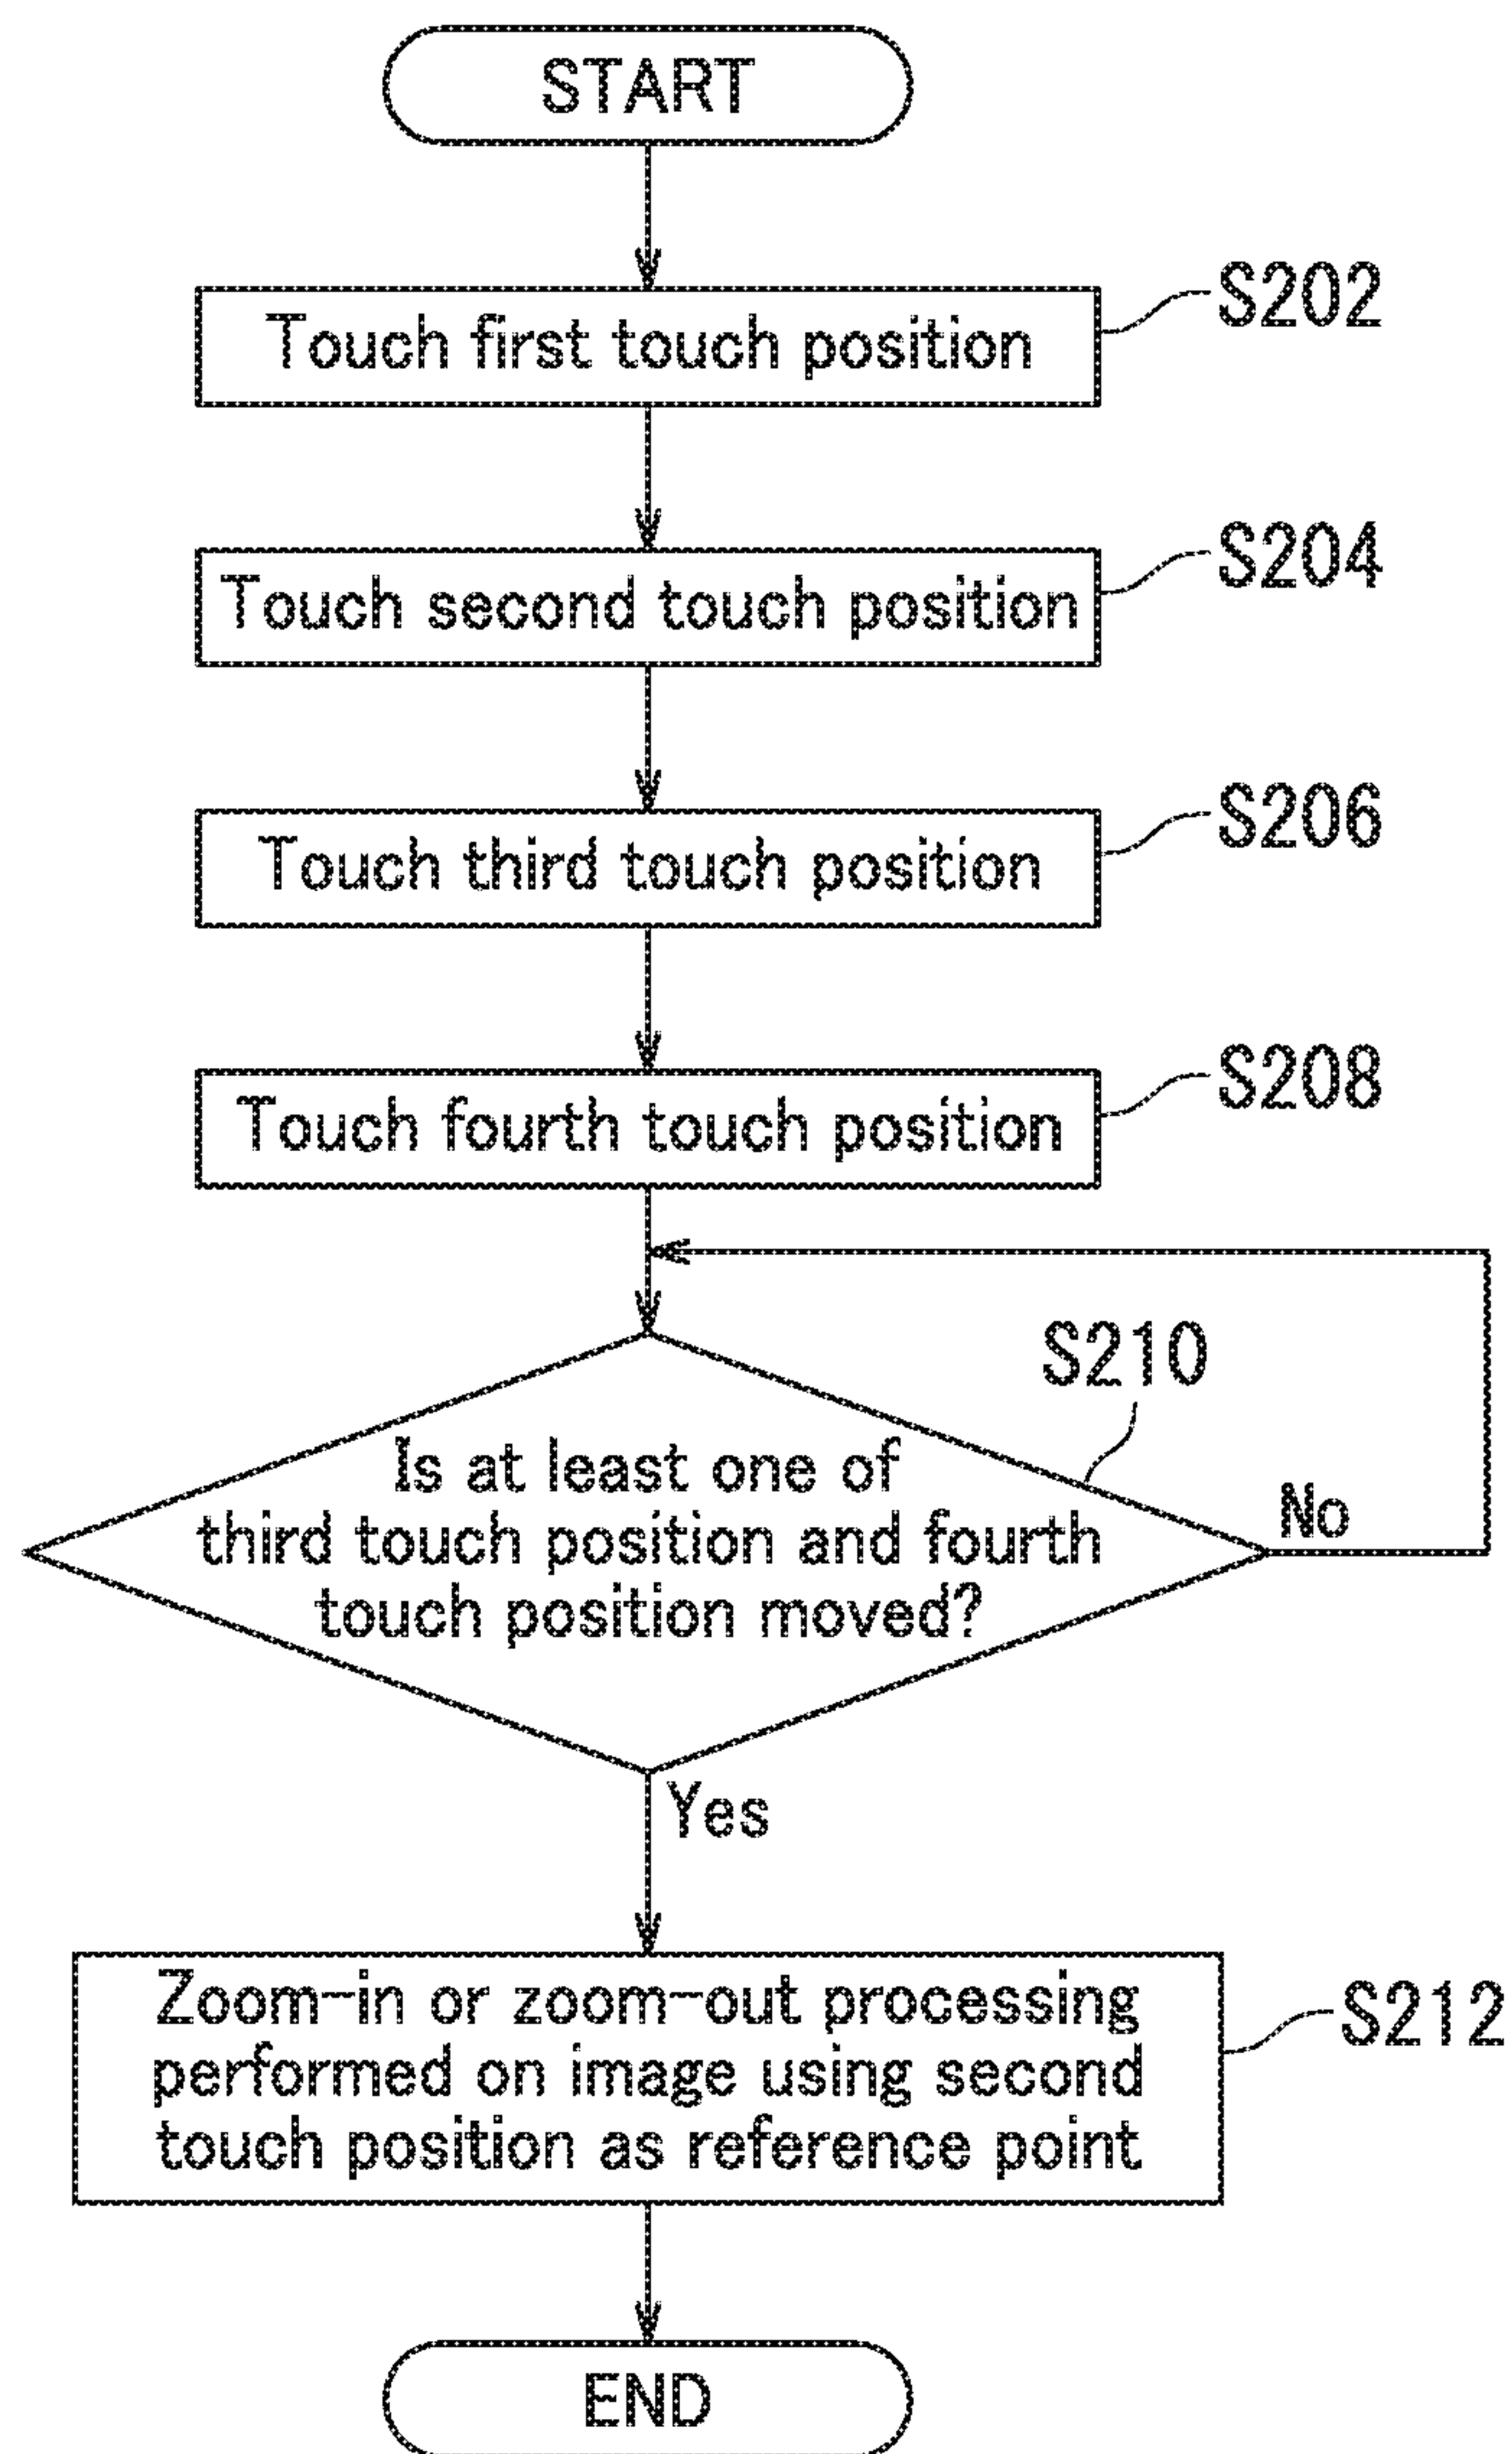 START
S202
Touch first touch position
S204
Touch second touch position
S206
Touch third touch position
S208
Touch fourth touch position
S210
Is at least one of
third touch position and fourth
touch position moved?
No
Yes
Zoom-in or zoom-out processing
performed on image using second
touch position as reference point
S212
END